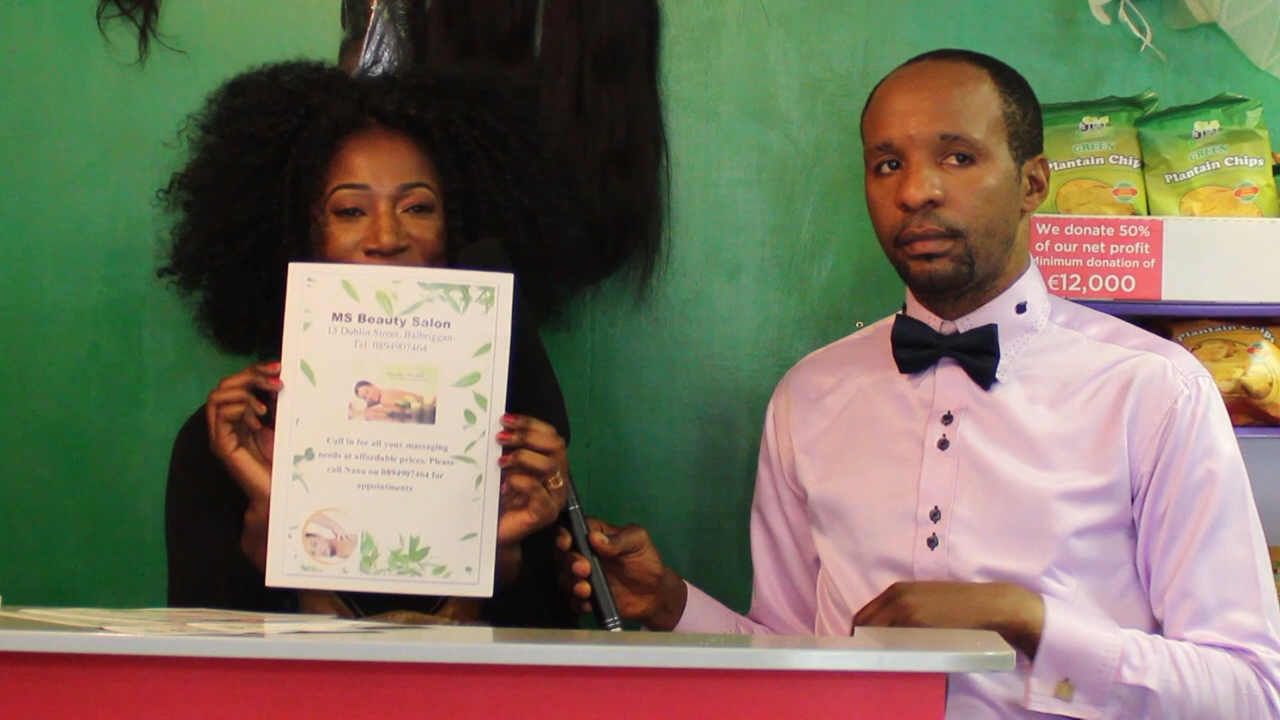 MS Beauty Salon
15 Dublin Street, Balbriggan.
Tel: 0894907464
Call in for all your massaging
needs at affordable prices. Please
call Nana on 0894907464 for
appointments
GREEN
Plantain Chip
GREEN
Plantain Chips
We donate 50%
of our net profit
Minimum donation of
€12,000
Plantain Chips